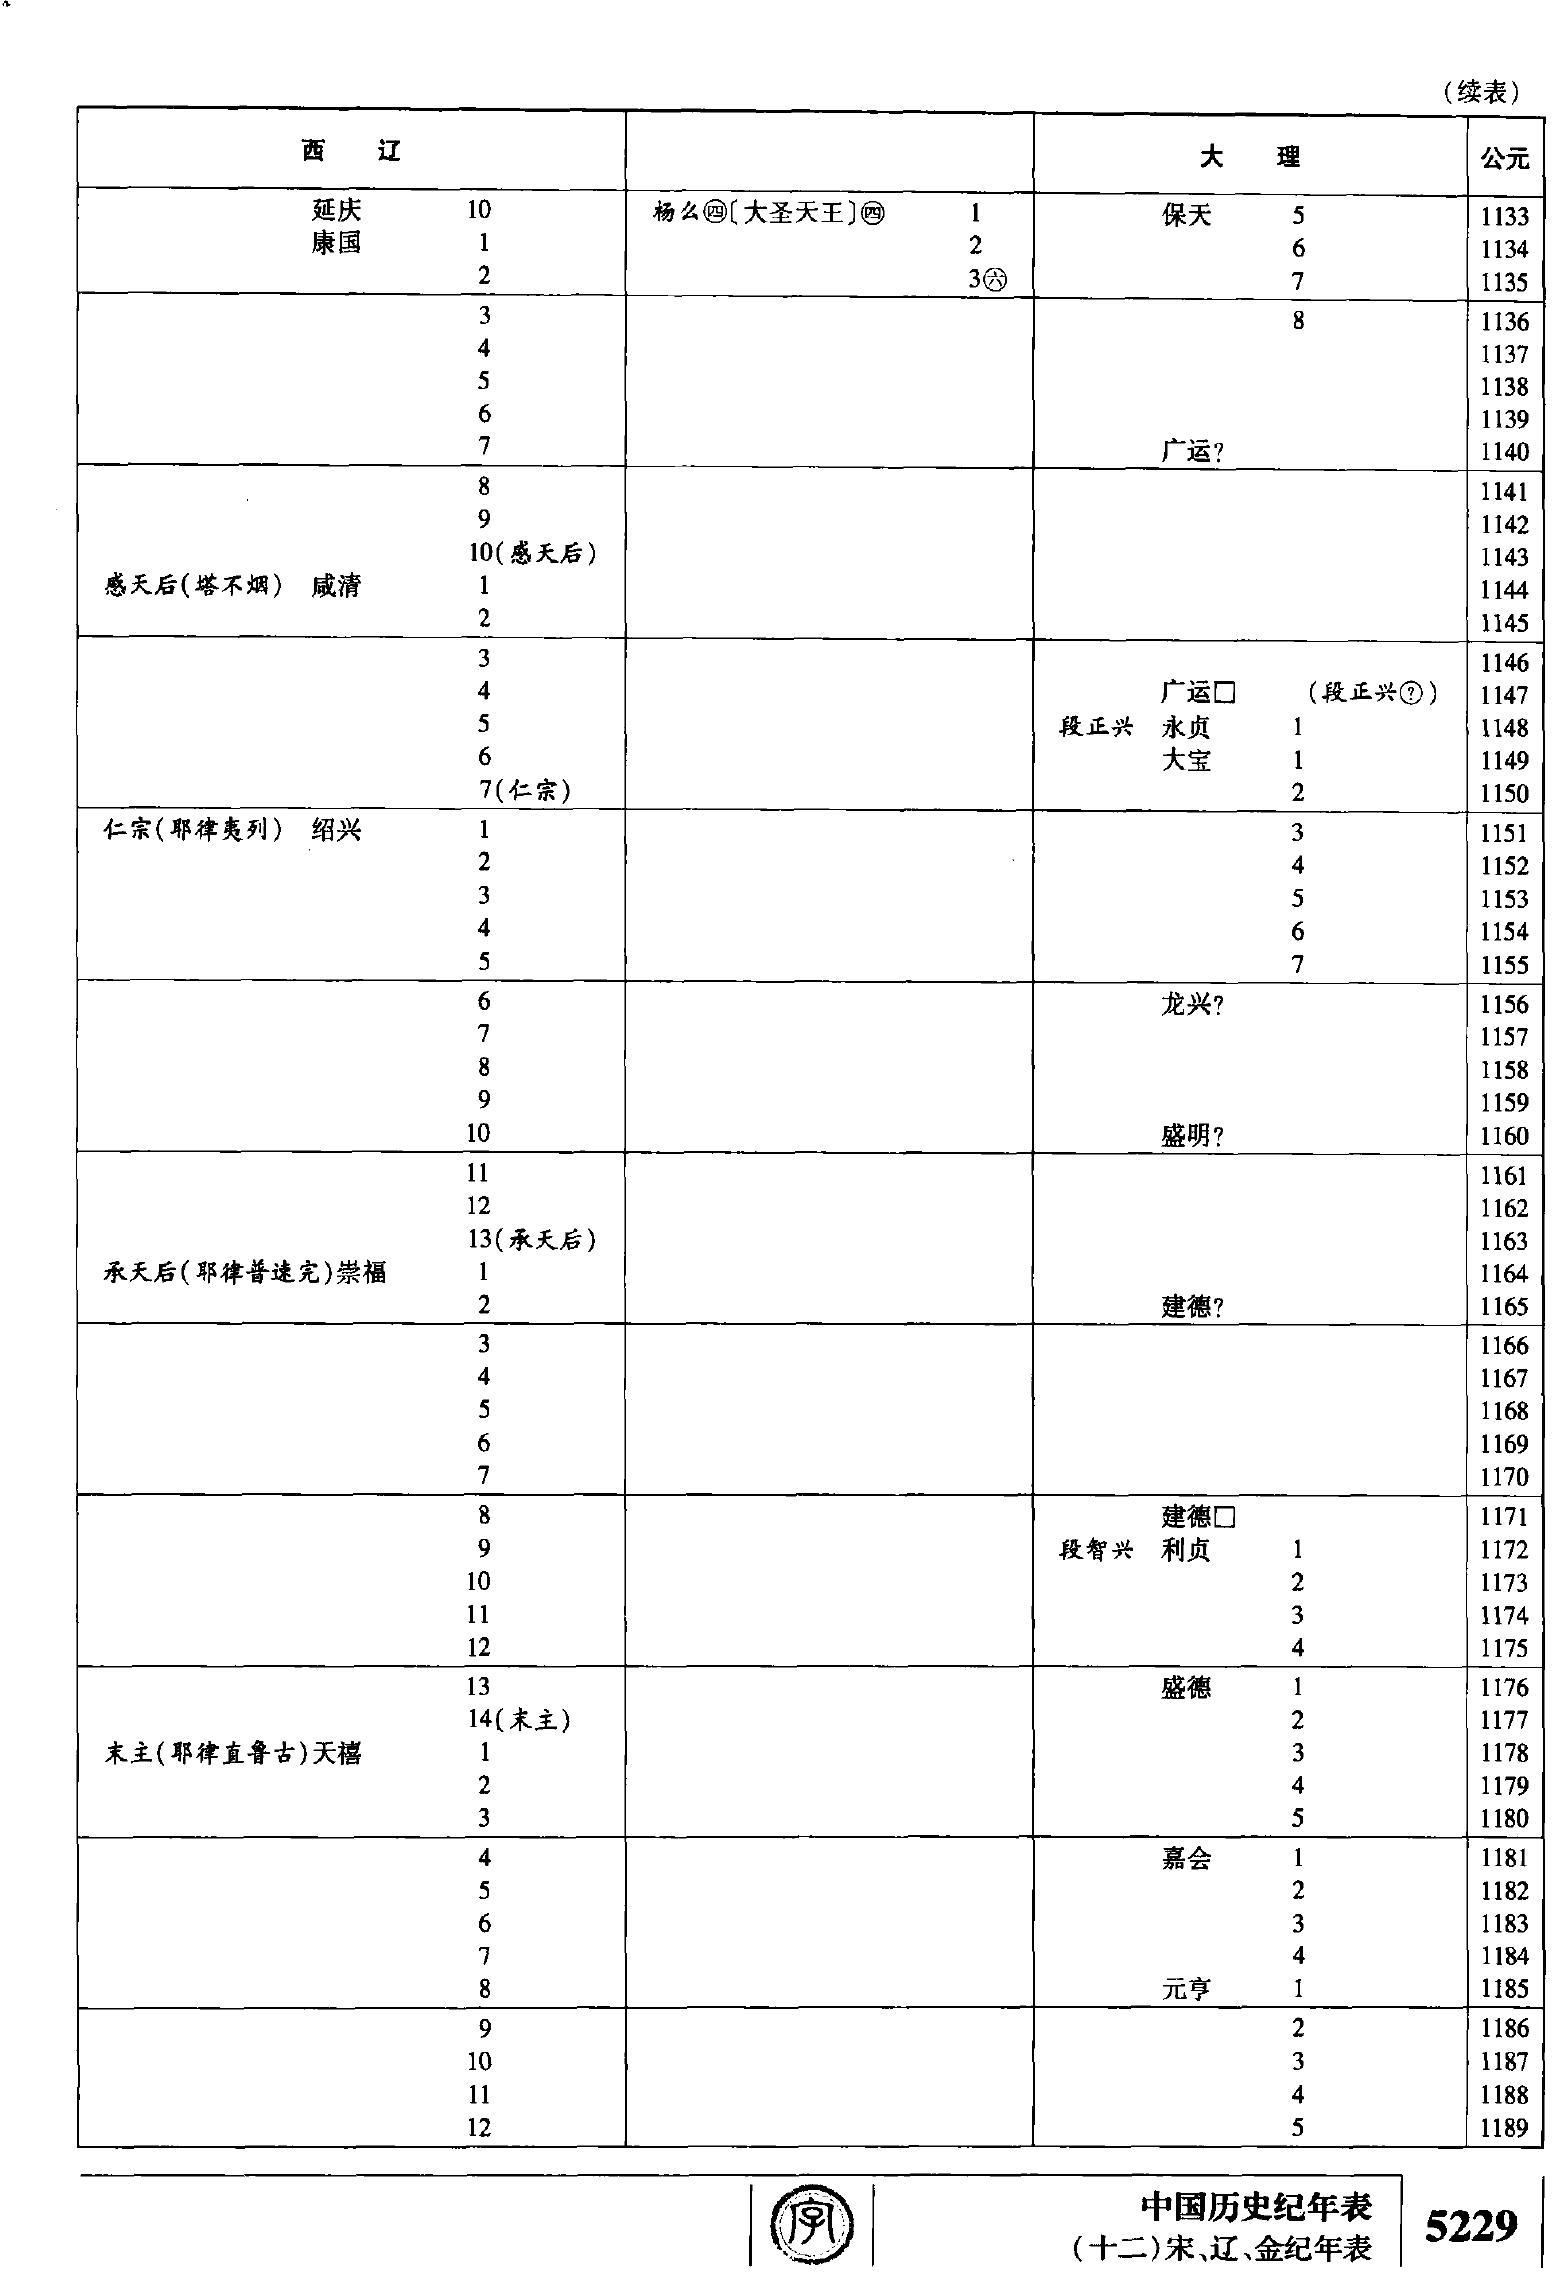 (续表)
西 辽 大 理 公元
延庆 10 杨么㊃〔大圣天王〕㊃ 1 保天 5 1133
康国 1 2 6 1134
2 3㊅ 7 1135
3 8 1136
4 1137
5 1138
6 1139
7 广运? 1140
8 1141
9 1142
10(感天后) 1143
感天后(塔不烟) 咸清 1 1144
2 1145
3 1146
4 广运□ (段正兴?) 1147
5 段正兴 永贞 1 1148
6 大宝 1 1149
7(仁宗) 2 1150
仁宗(耶律夷列) 绍兴 1 3 1151
2 4 1152
3 5 1153
4 6 1154
5 7 1155
6 龙兴? 1156
7 1157
8 1158
9 1159
10 盛明? 1160
11 1161
12 1162
13(承天后) 1163
承天后(耶律普速完)崇福 1 1164
2 建德? 1165
3 1166
4 1167
5 1168
6 1169
7 1170
8 建德□ 1171
9 段智兴 利贞 1 1172
10 2 1173
11 3 1174
12 4 1175
13 盛德 1 1176
14(末主) 2 1177
末主(耶律直鲁古)天禧 1 3 1178
2 4 1179
3 5 1180
4 嘉会 1 1181
5 2 1182
6 3 1183
7 4 1184
8 元亨 1 1185
9 2 1186
10 3 1187
11 4 1188
12 5 1189
字
中国历史纪年表
(十二)宋、辽、金纪年表
5229